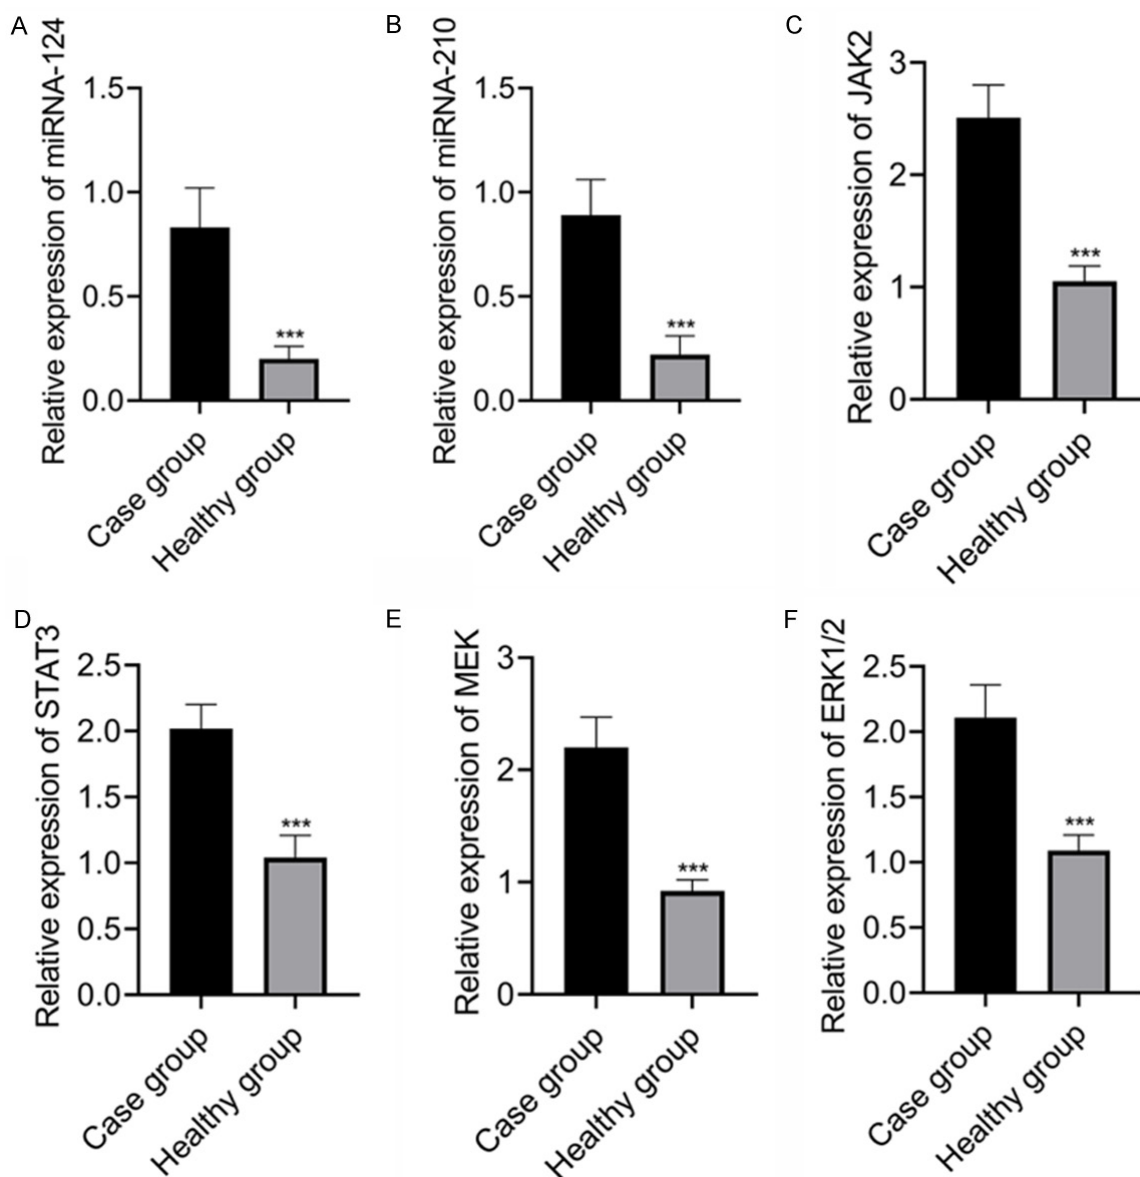 A
Relative expression of miRNA-124
1.5
1.0
0.5
0.0
***
Case group
Healthy group
B
Relative expression of miRNA-210
1.5
1.0
0.5
0.0
***
Case group
Healthy group
C
Relative expression of JAK2
3
2
1
0
***
Case group
Healthy group
D
Relative expression of STAT3
2.5
2.0
1.5
1.0
0.5
0.0
***
Case group
Healthy group
E
Relative expression of MEK
3
2
1
0
***
Case group
Healthy group
F
Relative expression of ERK1/2
2.5
2.0
1.5
1.0
0.5
0.0
***
Case group
Healthy group